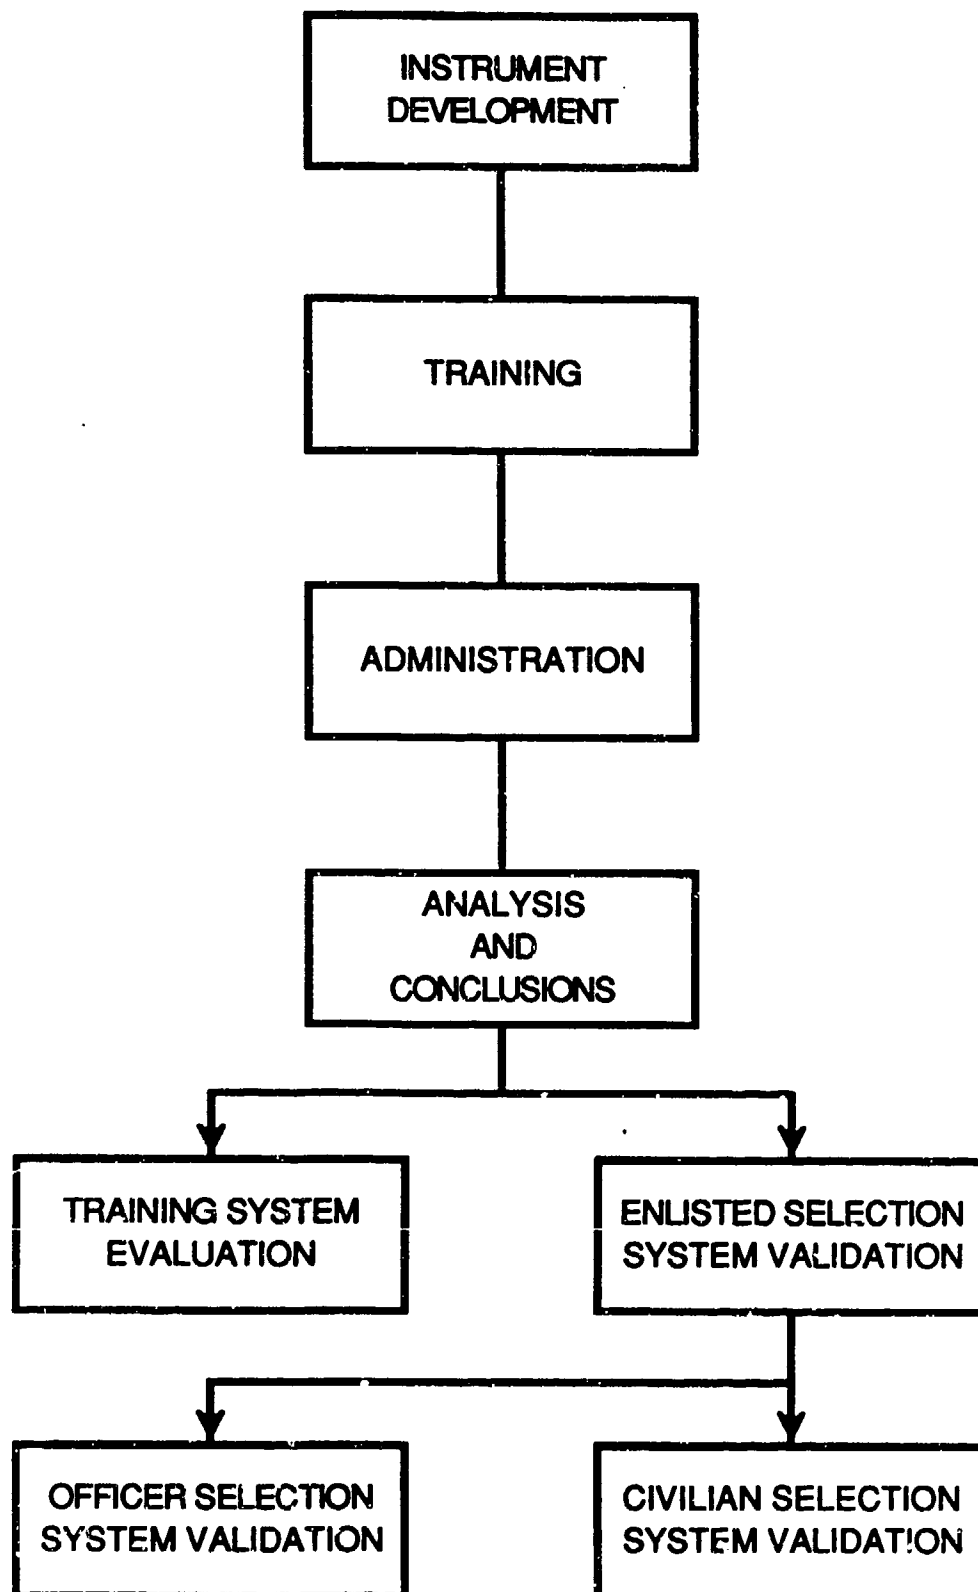 INSTRUMENT
DEVELOPMENT
TRAINING
ADMINISTRATION
ANALYSIS
AND
CONCLUSIONS
TRAINING SYSTEM
EVALUATION
ENLISTED SELECTION
SYSTEM VALIDATION
OFFICER SELECTION
SYSTEM VALIDATION
CIVILIAN SELECTION
SYSTEM VALIDATION